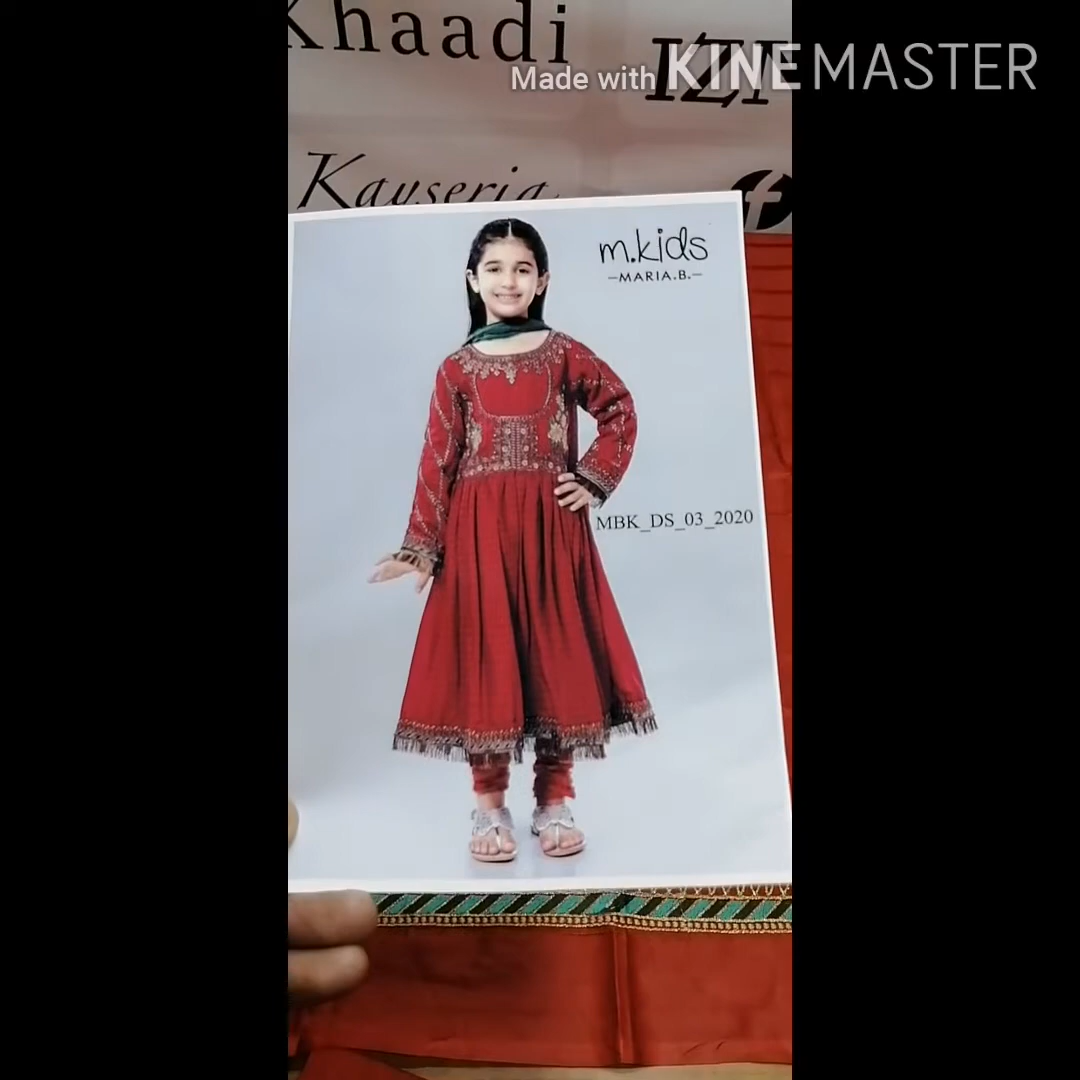 Khaadi
Made with KINEMASTER
Kayseria
m.kids
—MARIA.B.—
MBK_DS_03_2020